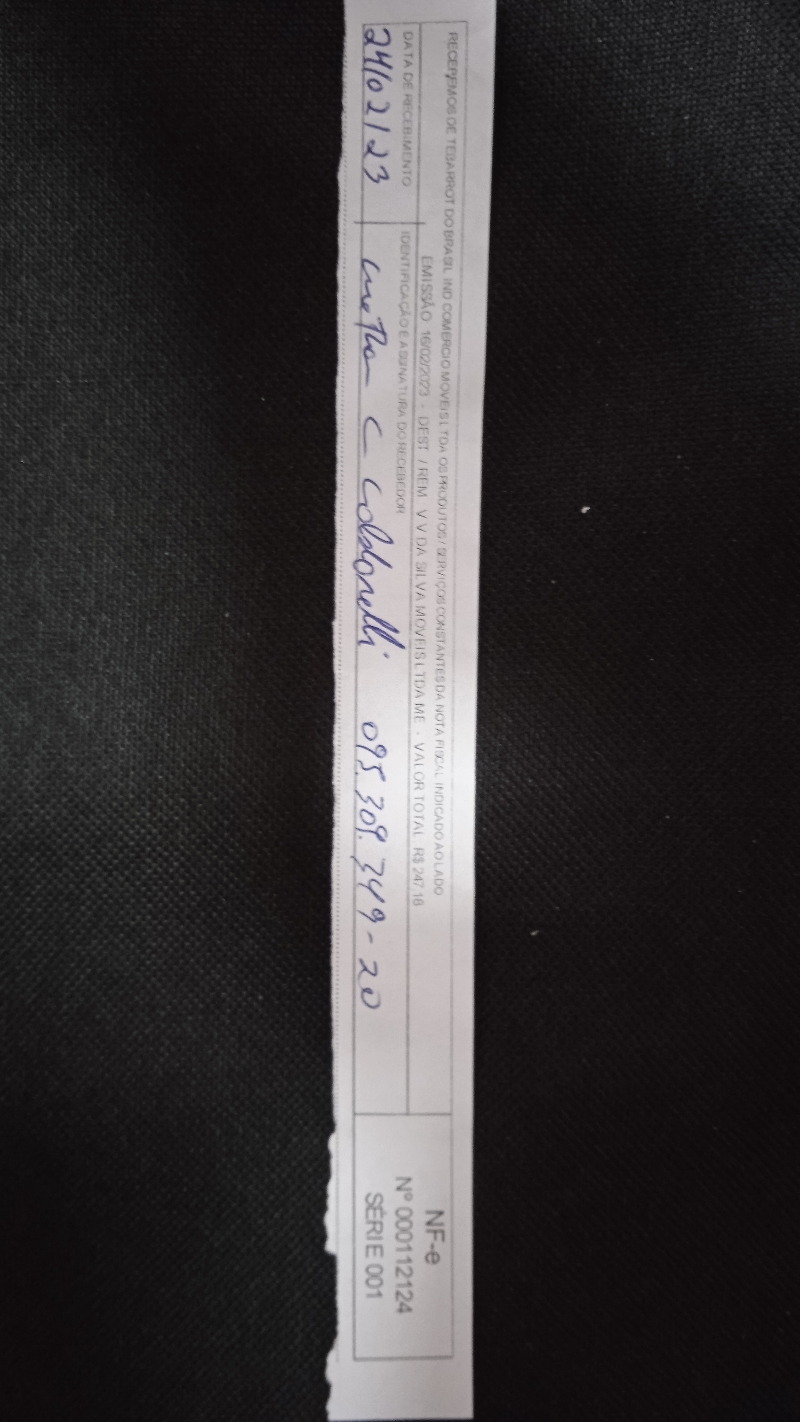 RECEBEMOS DE TEBARROT DO BRASIL IND COMERCIO MOVEIS LTDA OS PRODUTOS / SERVIÇOS CONSTANTES DA NOTA FISCAL INDICADO AO LADO
EMISSÃO 16/02/2023 - DEST / REM V V DA SILVA MOVEIS LTDA ME - VALOR TOTAL R$ 247.18
DATA DE RECEBIMENTO
IDENTIFICAÇÃO E ASSINATURA DO RECEBEDOR
24/02/23
C 095.309.349-20
NF-e
Nº 000112124
SÉRIE 001